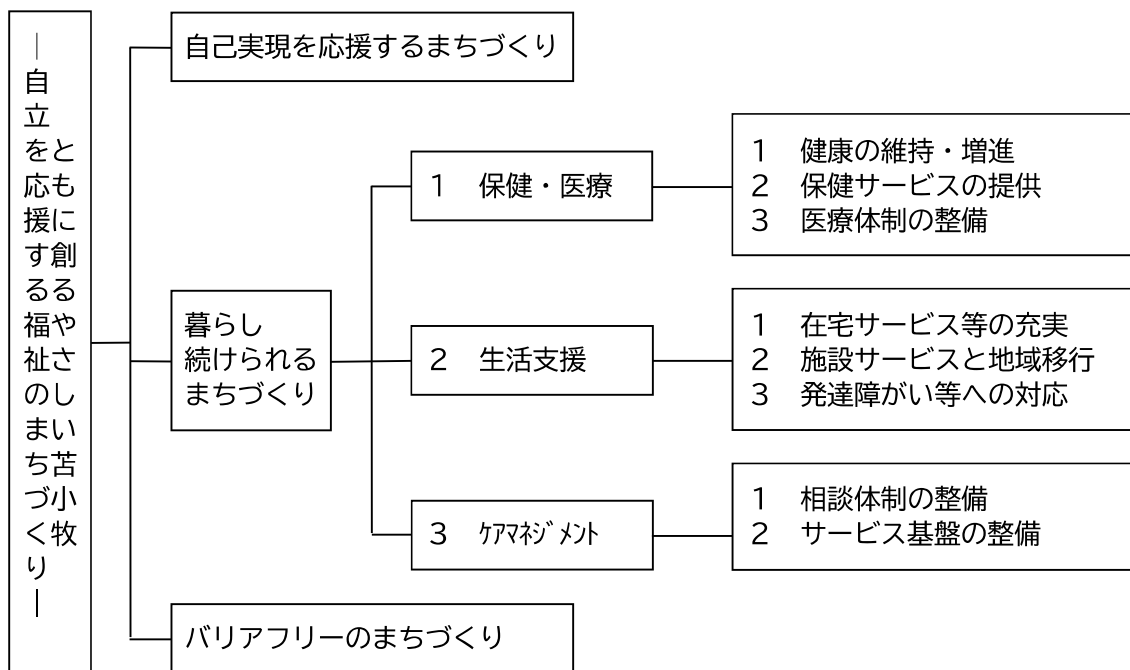 ともに創るやさしい苫小牧
―自立を応援する福祉のまちづくり―
自己実現を応援するまちづくり
暮らし
続けられる
まちづくり
1 保健・医療
1 健康の維持・増進
2 保健サービスの提供
3 医療体制の整備
2 生活支援
1 在宅サービス等の充実
2 施設サービスと地域移行
3 発達障がい等への対応
3 ケアマネジメント
1 相談体制の整備
2 サービス基盤の整備
バリアフリーのまちづくり